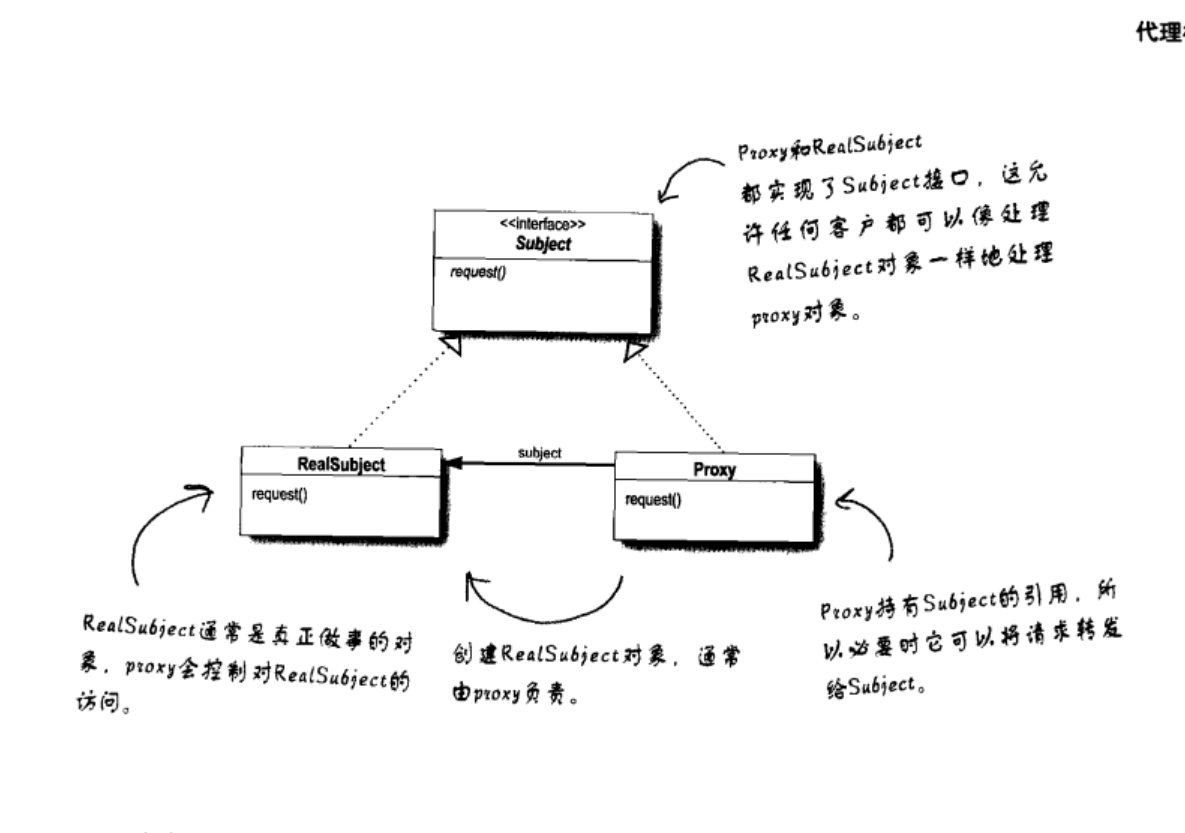 代理
Proxy和RealSubject
都实现了Subject接口，这允
许任何客户都可以像处理
RealSubject对象一样地处理
proxy对象。
<<interface>>
Subject
request()
RealSubject
request()
subject
Proxy
request()
RealSubject通常是真正做事的对
象，proxy会控制对RealSubject的
访问。
创建RealSubject对象，通常
由proxy负责。
Proxy持有Subject的引用，所
以必要时它可以将请求转发
给Subject。